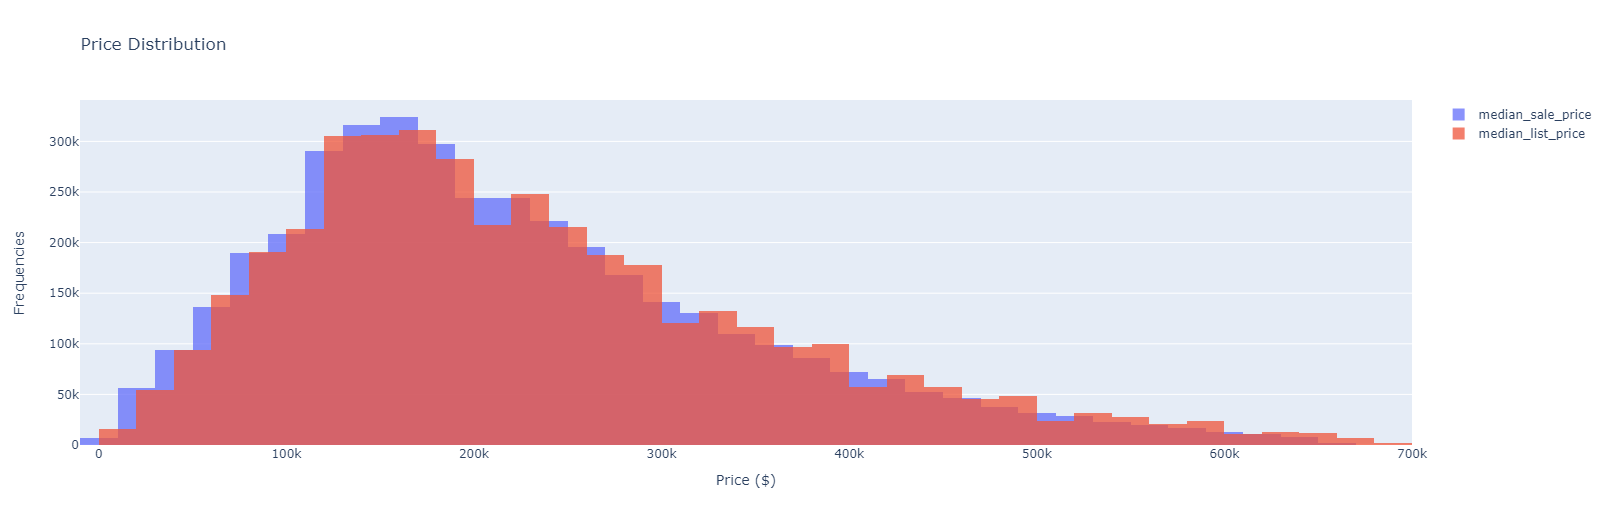 Price Distribution
median_sale_price
median_list_price
300k
250k
200k
150k
100k
50k
0
Frequencies
0 100k 200k 300k 400k 500k 600k 700k
Price ($)